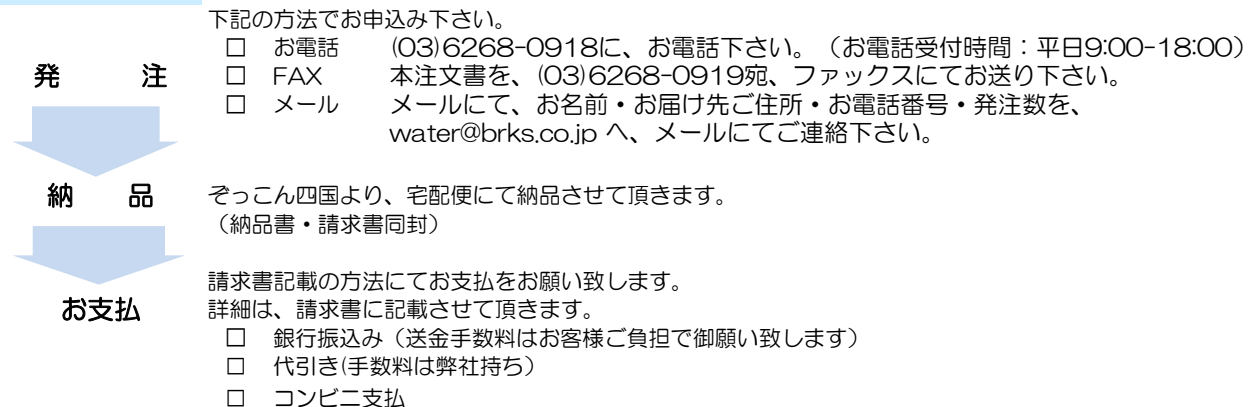 下記の方法でお申込み下さい。
□ お電話 (03)6268-0918に、お電話下さい。（お電話受付時間：平日9:00-18:00）
発 注
□ FAX 本注文書を、(03)6268-0919宛、ファックスにてお送り下さい。
□ メール メールにて、お名前・お届け先ご住所・お電話番号・発注数を、
water@brks.co.jp へ、メールにてご連絡下さい。
納 品
ぞっこん四国より、宅配便にて納品させて頂きます。
（納品書・請求書同封）
請求書記載の方法にてお支払をお願い致します。
お支払
詳細は、請求書に記載させて頂きます。
□ 銀行振込み（送金手数料はお客様ご負担で御願い致します）
□ 代引き(手数料は弊社持ち）
□ コンビニ支払